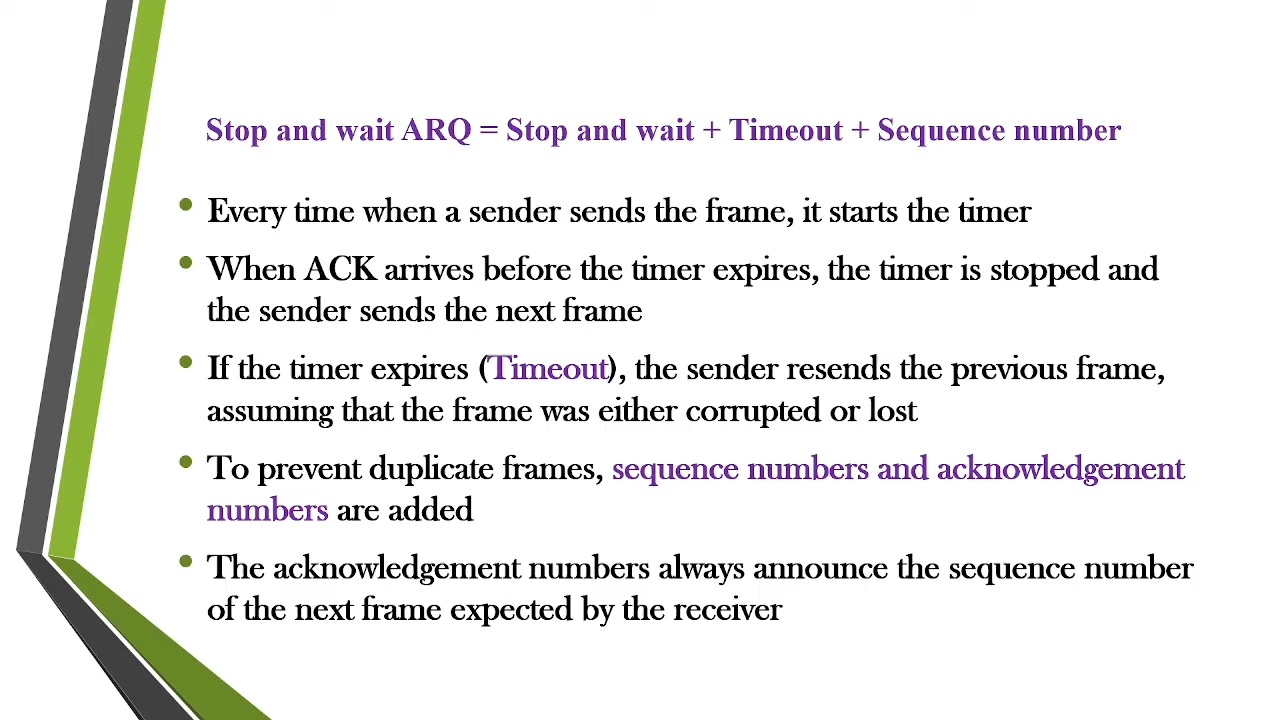 Stop and wait ARQ = Stop and wait + Timeout + Sequence number
• Every time when a sender sends the frame, it starts the timer
• When ACK arrives before the timer expires, the timer is stopped and
the sender sends the next frame
• If the timer expires (Timeout), the sender resends the previous frame,
assuming that the frame was either corrupted or lost
• To prevent duplicate frames, sequence numbers and acknowledgement
numbers are added
• The acknowledgement numbers always announce the sequence number
of the next frame expected by the receiver